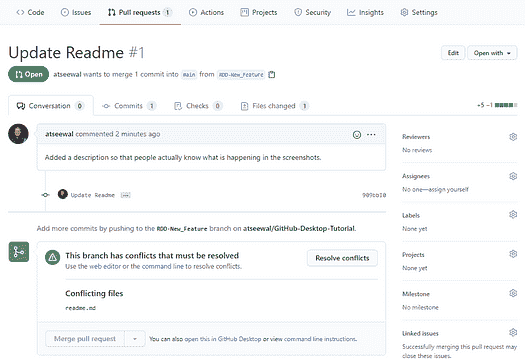 Code Issues Pull requests 1 Actions Projects Security Insights Settings
Update Readme #1
Edit Open with
Open atseewal wants to merge 1 commit into main from RDD-New_Feature
Conversation 0 Commits 1 Checks 0 Files changed 1 +5 −1
atseewal commented 2 minutes ago
Added a description so that people actually know what is happening in the screenshots.
Update Readme
Add more commits by pushing to the RDD-New_Feature branch on atseewal/GitHub-Desktop-Tutorial.
This branch has conflicts that must be resolved
Use the web editor or the command line to resolve conflicts.
Resolve conflicts
Conflicting files
readme.md
Merge pull request You can also open this in GitHub Desktop or view command line instructions.
Reviewers
No reviews
Assignees
No one—assign yourself
Labels
None yet
Projects
None yet
Milestone
No milestone
Linked issues
Successfully merging this pull request may
close these issues.